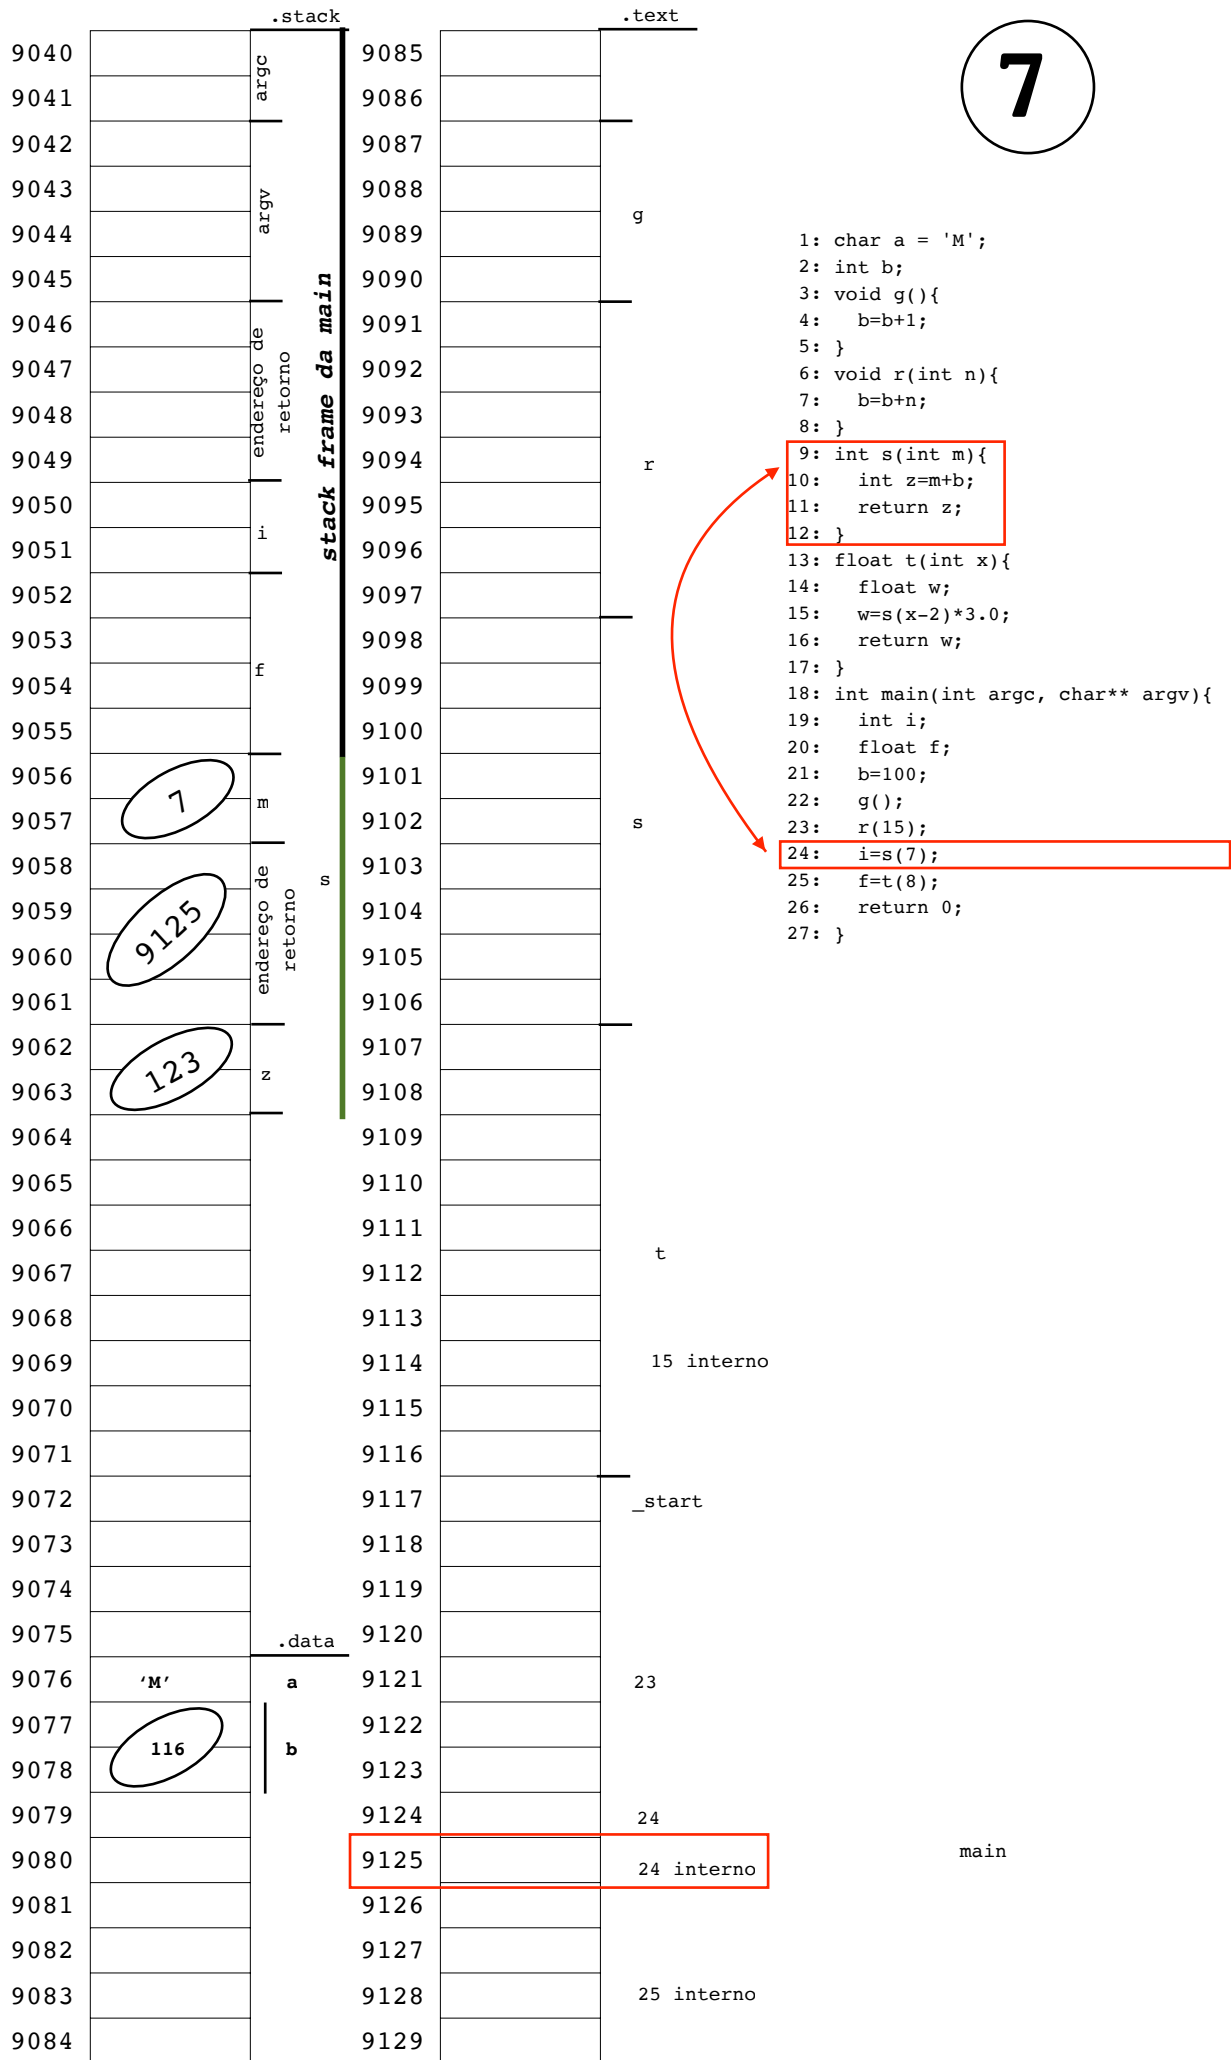 .stack
.text
7
9040
9041
9042
9043
9044
9045
9046
9047
9048
9049
9050
9051
9052
9053
9054
9055
9056
9057
9058
9059
9060
9061
9062
9063
9064
9065
9066
9067
9068
9069
9070
9071
9072
9073
9074
9075
9076
9077
9078
9079
9080
9081
9082
9083
9084
7
9125
123
‘M’
116
argc
argv
endereço de
retorno
i
f
m
endereço de
retorno
z
.data
a
b
stack frame da main
s
9085
9086
9087
9088
9089
9090
9091
9092
9093
9094
9095
9096
9097
9098
9099
9100
9101
9102
9103
9104
9105
9106
9107
9108
9109
9110
9111
9112
9113
9114
9115
9116
9117
9118
9119
9120
9121
9122
9123
9124
9125
9126
9127
9128
9129
g
r
s
t
15 interno
_start
23
24
24 interno
25 interno
main
1: char a = 'M';
2: int b;
3: void g(){
4: b=b+1;
5: }
6: void r(int n){
7: b=b+n;
8: }
9: int s(int m){
10: int z=m+b;
11: return z;
12: }
13: float t(int x){
14: float w;
15: w=s(x-2)*3.0;
16: return w;
17: }
18: int main(int argc, char** argv){
19: int i;
20: float f;
21: b=100;
22: g();
23: r(15);
24: i=s(7);
25: f=t(8);
26: return 0;
27: }